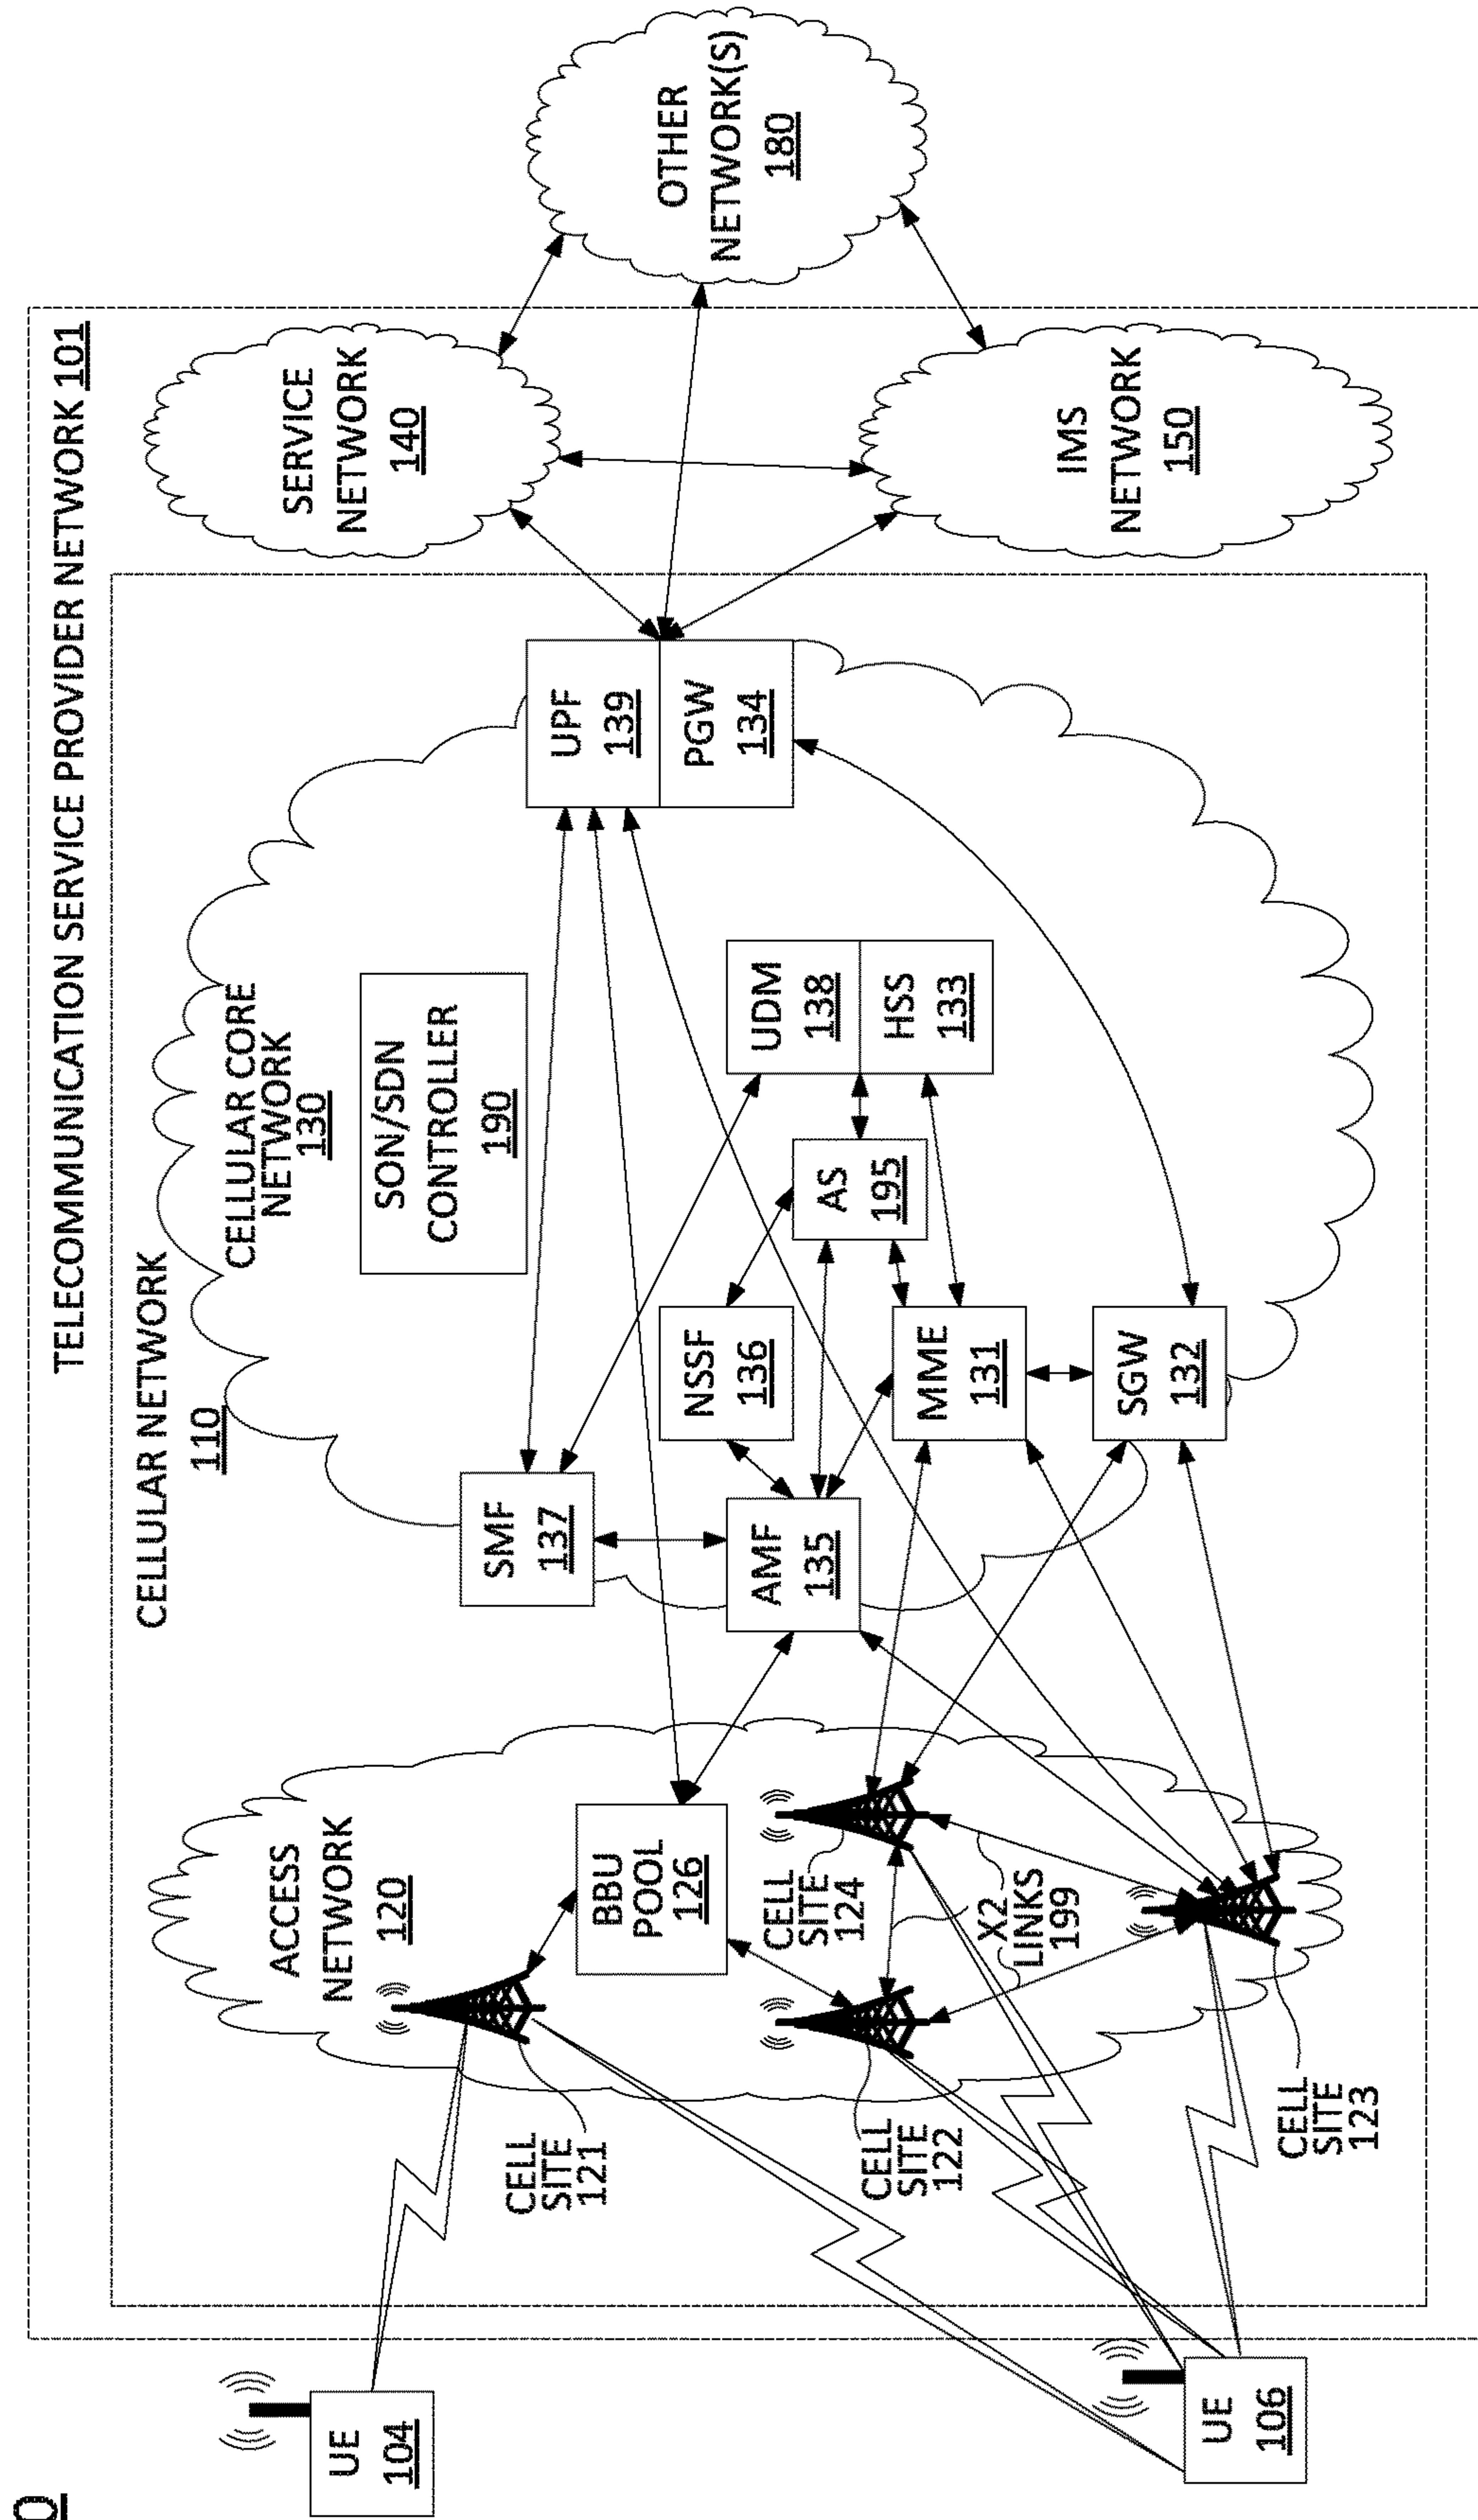 TELECOMMUNICATION SERVICE PROVIDER NETWORK 101
CELLULAR NETWORK
110
UE
104
UE
106
ACCESS
NETWORK
120
CELL
SITE
121
BBU
POOL
126
CELL
SITE
124
CELL
SITE
122
X2
LINKS
199
CELL
SITE
123
CELLULAR CORE
NETWORK
130
SON/SDN
CONTROLLER
190
SMF
137
AMF
135
NSSF
136
MME
131
SGW
132
AS
195
UDM
138
HSS
133
UPF
139
PGW
134
SERVICE
NETWORK
140
IMS
NETWORK
150
OTHER
NETWORK(S)
180